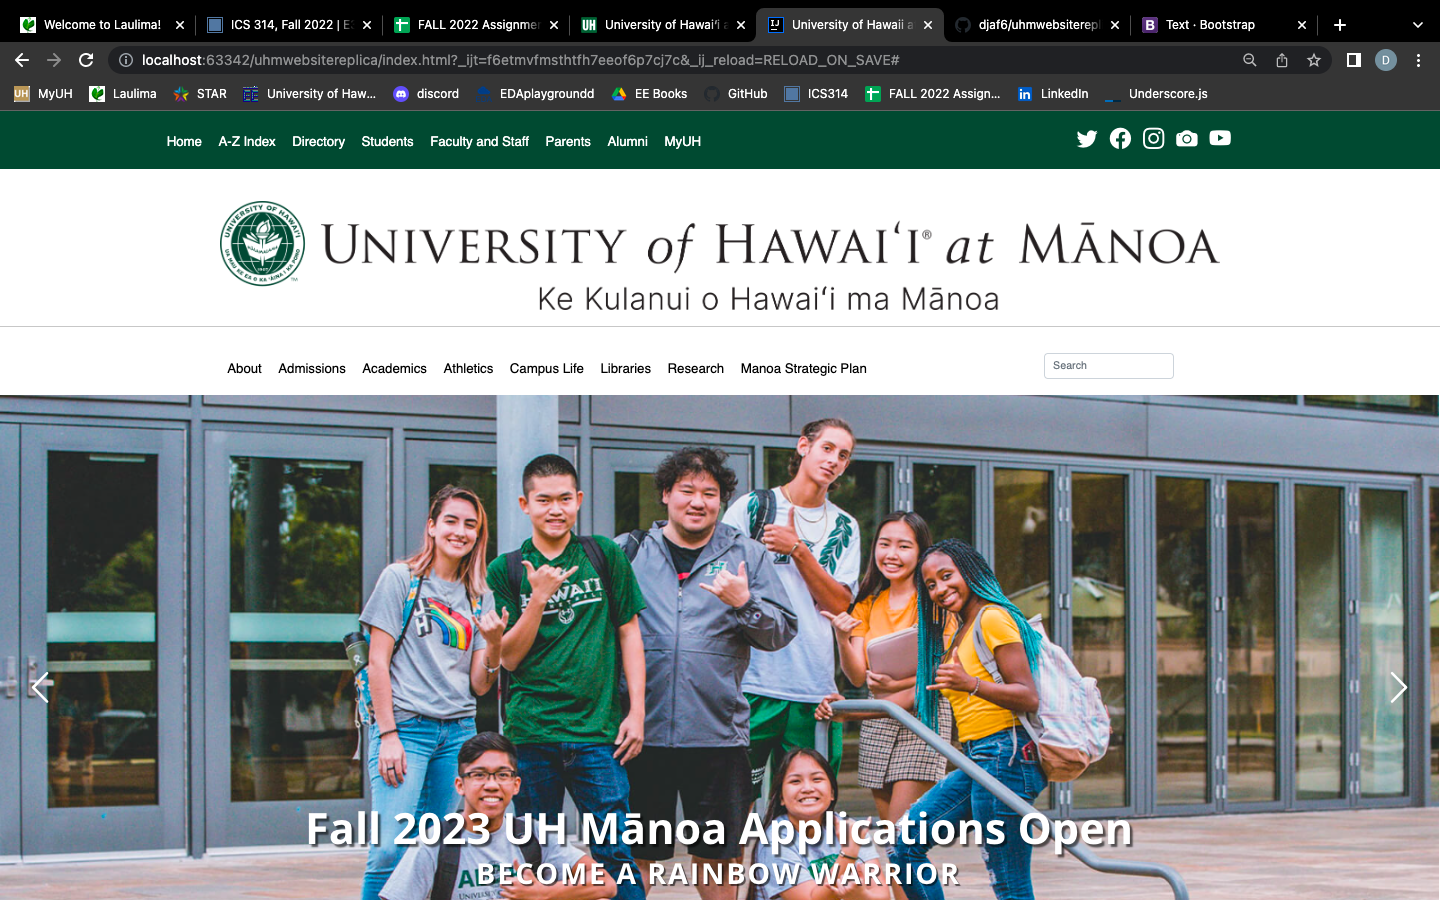 Welcome to Laulima!
ICS 314, Fall 2022 | E
FALL 2022 Assignme
University of Hawaiʻi
University of Hawaii a
djaf6/uhmwebsiterepl
Text · Bootstrap
localhost:63342/uhmwebsitereplica/index.html?_ijt=f6etmvfmsthtfh7eeof6p7cj7c&_ij_reload=RELOAD_ON_SAVE#
D
MyUH
Laulima
STAR
University of Haw...
discord
EDAplaygroundd
EE Books
GitHub
ICS314
FALL 2022 Assign...
LinkedIn
Underscore.js
Home
A-Z Index
Directory
Students
Faculty and Staff
Parents
Alumni
MyUH
UNIVERSITY of HAWAIʻI® at MĀNOA
Ke Kulanui o Hawaiʻi ma Mānoa
About
Admissions
Academics
Athletics
Campus Life
Libraries
Research
Manoa Strategic Plan
Search
HAWAI'I
Fall 2023 UH Mānoa Applications Open
BECOME A RAINBOW WARRIOR